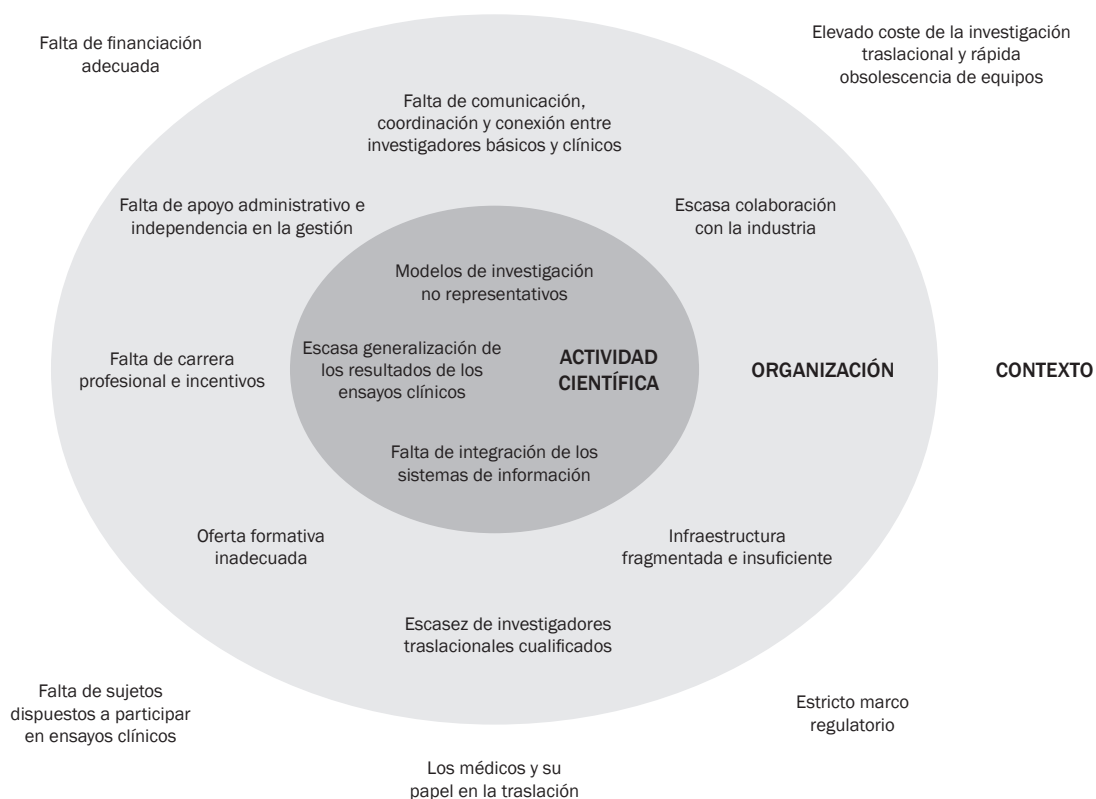 Falta de financiación
adecuada
Elevado coste de la investigación
traslacional y rápida
obsolescencia de equipos
Falta de comunicación,
coordinación y conexión entre
investigadores básicos y clínicos
Falta de apoyo administrativo e
independencia en la gestión
Escasa colaboración
con la industria
Modelos de investigación
no representativos
Falta de carrera
profesional e incentivos
Escasa generalización de
los resultados de los
ensayos clínicos
ACTIVIDAD
CIENTÍFICA
ORGANIZACIÓN
CONTEXTO
Falta de integración de los
sistemas de información
Oferta formativa
inadecuada
Infraestructura
fragmentada e insuficiente
Escasez de investigadores
traslacionales cualificados
Falta de sujetos
dispuestos a participar
en ensayos clínicos
Estricto marco
regulatorio
Los médicos y su
papel en la traslación